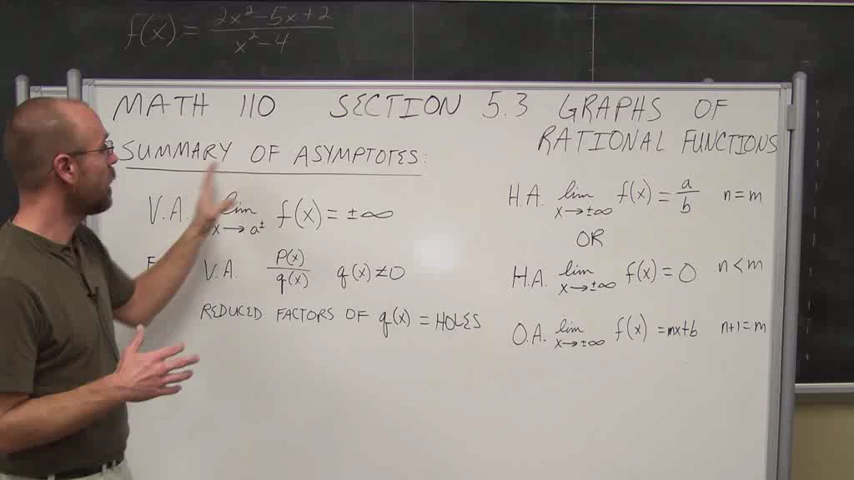 f(x) = 2x²-5x+2 / x²-4
MATH 110 SECTION 5.3 GRAPHS OF
RATIONAL FUNCTIONS
SUMMARY OF ASYMPTOTES:
V.A. lim x→a± f(x) = ±∞
V.A. P(x)/q(x) q(x)≠0
REDUCED FACTORS OF q(x) = HOLES
H.A. lim x→±∞ f(x) = a/b n=m
OR
H.A. lim x→±∞ f(x) = 0 n<m
O.A. lim x→±∞ f(x) = mx+b n+1=m